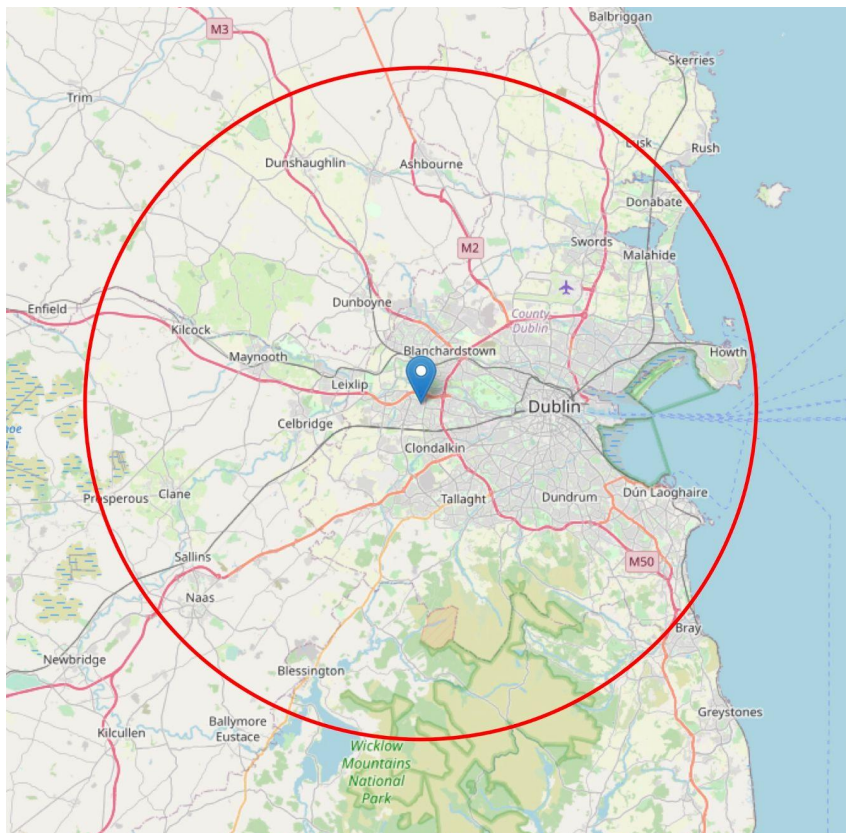 Balbriggan
M3
Skerries
Trim
Lusk
Rush
Dunshaughlin
Ashbourne
Donabate
M2
Swords
Malahide
Dunboyne
Enfield
County
Dublin
Kilcock
Maynooth
Blanchardstown
Howth
Leixlip
Dublin
Celbridge
Clondalkin
Prosperous
Clane
Tallaght
Dundrum
Dún Laoghaire
Sallins
M50
Naas
Bray
Newbridge
Blessington
Greystones
Ballymore
Eustace
Kilcullen
Wicklow
Mountains
National
Park